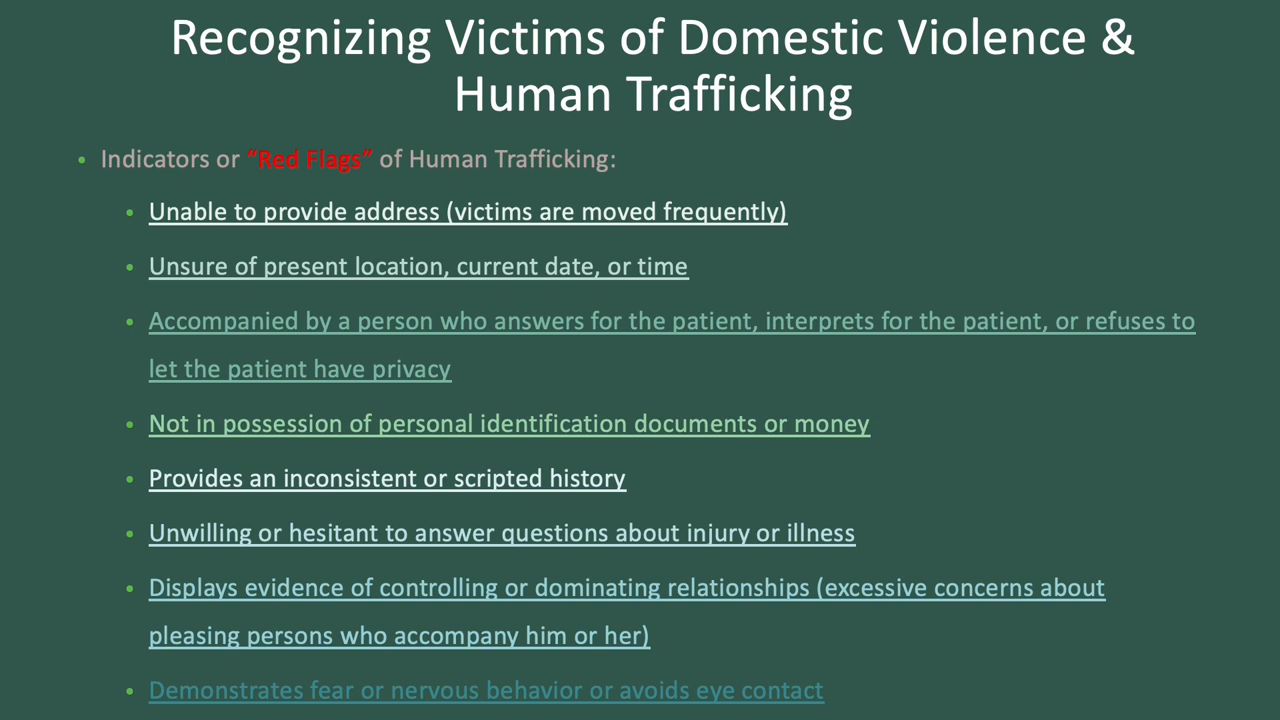 Recognizing Victims of Domestic Violence &
Human Trafficking
• Indicators or “Red Flags” of Human Trafficking:
• Unable to provide address (victims are moved frequently)
• Unsure of present location, current date, or time
• Accompanied by a person who answers for the patient, interprets for the patient, or refuses to
let the patient have privacy
• Not in possession of personal identification documents or money
• Provides an inconsistent or scripted history
• Unwilling or hesitant to answer questions about injury or illness
• Displays evidence of controlling or dominating relationships (excessive concerns about
pleasing persons who accompany him or her)
• Demonstrates fear or nervous behavior or avoids eye contact